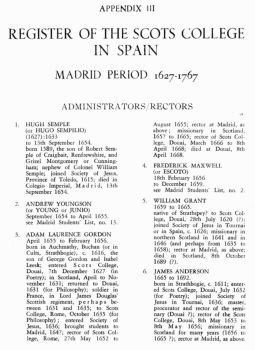 APPENDIX III
REGISTER OF THE SCOTS COLLEGE
IN SPAIN
MADRID PERIOD 1627-1767
ADMINISTRATORS/RECTORS
1. HUGH SEMPLE
(or HUGO SEMPILIO)
(1627):1633
to 13th September 1654.
born 1589, the son of Robert Sem-
ple of Craigbait, Renfrewshire, and
Grissel Montgomery of Cunning-
ham; nephew of Colonel William
Semple; joined Society of Jesus,
Province of Toledo, 1615; died in
Colegio Imperial, Madrid, 13th
September 1654.
2. ANDREW YOUNGSON
(or YOUNG or JUNIO)
September 1654 to April 1655.
see Madrid Students' List, no. 13.
3. ADAM LAURENCE GORDON
April 1655 to February 1656.
born in Auchmully, Buchan (or in
Cults, Strathbogie), c. 1616, the
son of George Gordon and Isabel
Leask; entered Scots College,
Douai, 7th December 1627 (for
Poetry); in Scotland, April to No-
vember 1631; returned to Douai,
1631 (for Philosophy); soldier in
France, in Lord James Douglas'
Scottish regiment, perhaps be-
tween 1631 and 1635; to Scots
College, Rome, October 1635 (for
Philosophy); entered Society of
Jesus, 1636; brought students to
Madrid, 1647; rector of Scots Col-
lege, Rome, 27th May 1652 to
August 1655; rector at Madrid, as
above; missionary in Scotland,
1657 to 1665; rector of Scots Col-
lege, Douai, March 1666 to 8th
April 1668; died at Douai, 8th
April 1668.
4. FREDERICK MAXWELL
(or ESCOTO)
18th February 1656
to December 1659.
see Madrid Students' List, no. 2.
5. WILLIAM GRANT
1659 to 1665.
native of Strathspey? to Scots Col-
lege, Douai, 28th July 1620 (?);
joined Society of Jesus in Tournai
or in Spain, c. 1626; missionary in
northern Scotland in 1641 and in
1646 (and perhaps from 1635 to
1658); rector at Madrid, as above;
died in Scotland, 8th October
1689 (?).
6. JAMES ANDERSON
1665 to 1692.
born in Strathbogie, c. 1611; enter-
ed Scots College, Douai, July 1632
(for Poetry); joined Society of
Jesus in Tournai, 1636; master,
procurator and rector of the semi-
nary (Douai ?); rector of the Scots
College, Douai, 8th May 1653 to
8th May 1656; missionary in
Scotland for many years (1656 to
1665 ?), rector at Madrid, as above;